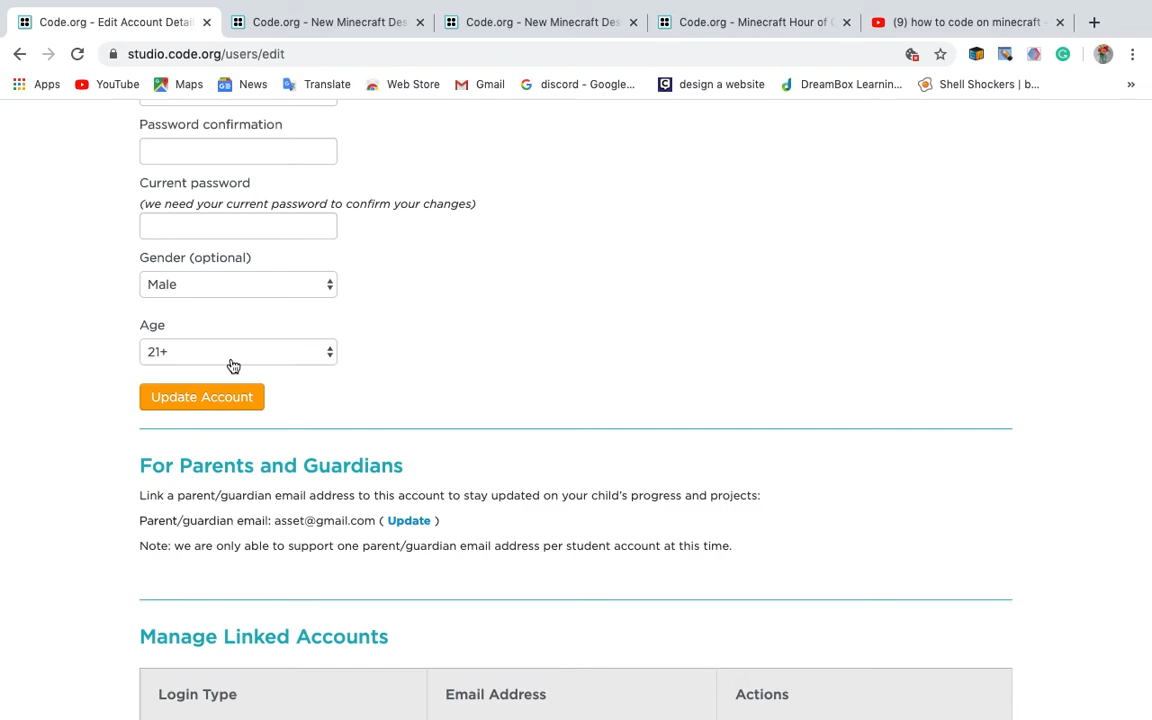 Code.org - Edit Account Detail
Code.org - New Minecraft Des
Code.org - New Minecraft Des
Code.org - Minecraft Hour of C
(9) how to code on minecraft -
studio.code.org/users/edit
Apps
YouTube
Maps
News
Translate
Web Store
Gmail
discord - Google...
design a website
DreamBox Learnin...
Shell Shockers | b...
»
Password confirmation
Current password
(we need your current password to confirm your changes)
Gender (optional)
Male
Age
21+
Update Account
For Parents and Guardians
Link a parent/guardian email address to this account to stay updated on your child's progress and projects:
Parent/guardian email: asset@gmail.com ( Update )
Note: we are only able to support one parent/guardian email address per student account at this time.
Manage Linked Accounts
Login Type
Email Address
Actions